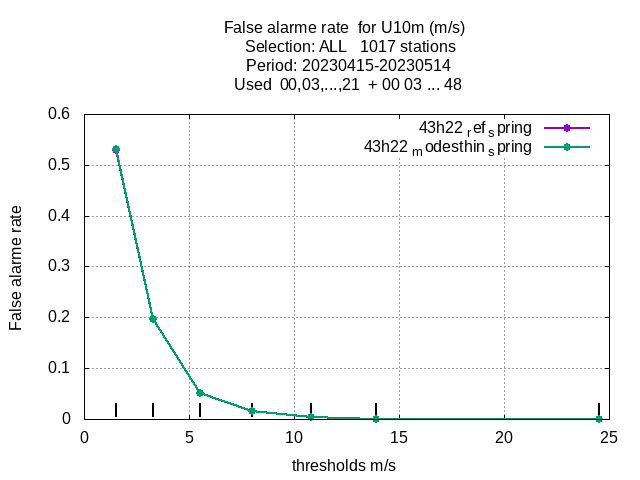 False alarme rate  for U10m (m/s)
Selection: ALL   1017 stations
Period: 20230415-20230514
Used  00,03,...,21  + 00 03 ... 48
0.6
43h22 ref spring
43h22 modesthin spring
0.5
0.4
0.3
0.2
0.1
0
False alarme rate
0 5 10 15 20 25
thresholds m/s